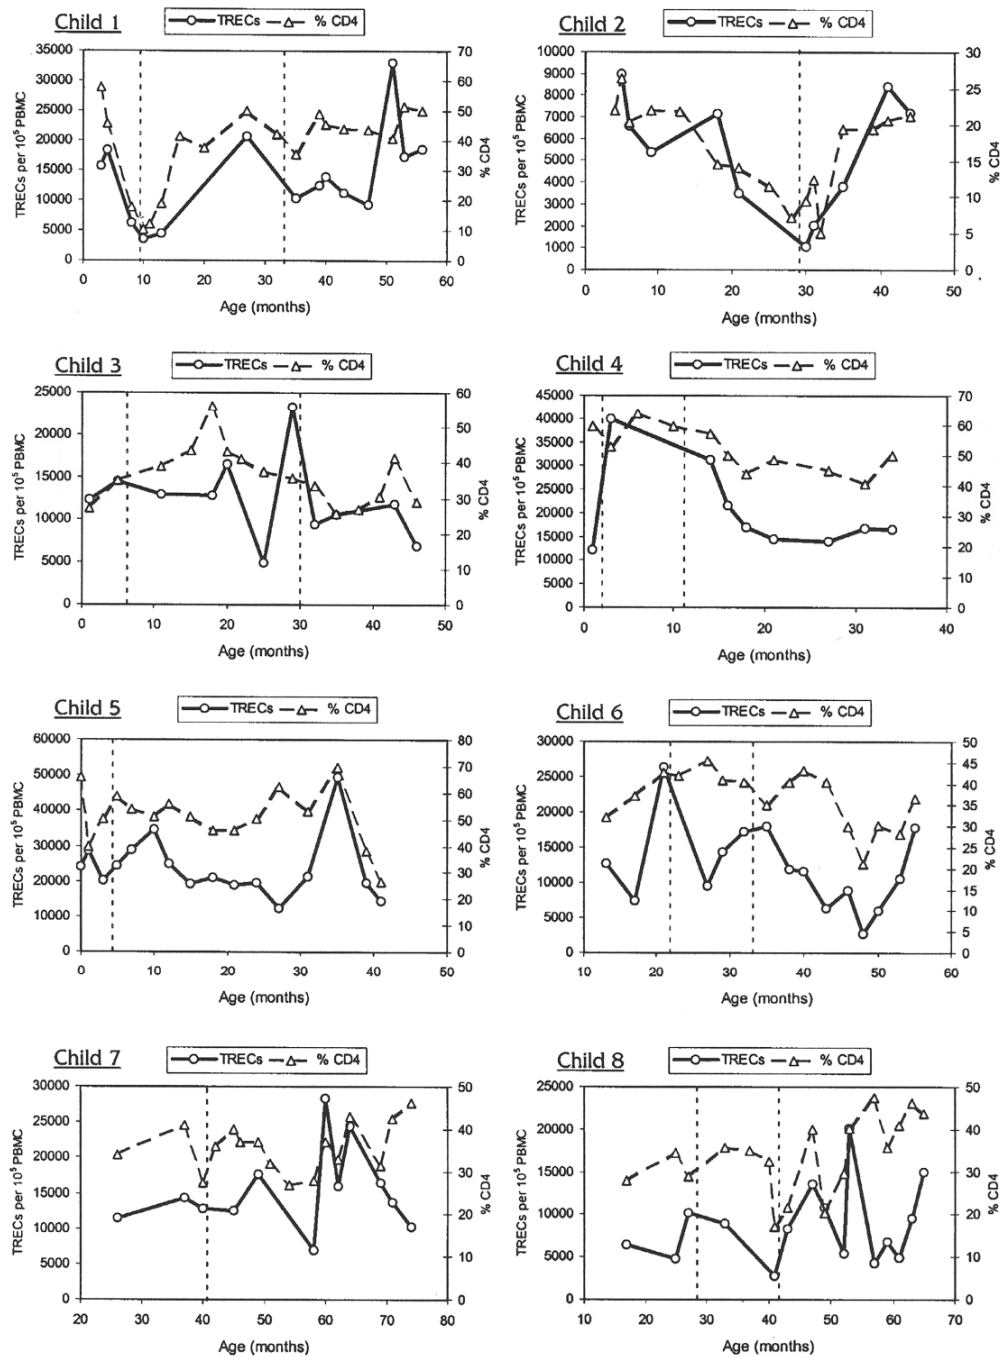 Child 1
TRECs % CD4
TRECs per 10⁵ PBMC
35000
30000
25000
20000
15000
10000
5000
0
70
60
50
40
30
20
10
0
% CD4
0 10 20 30 40 50 60
Age (months)
Child 2
TRECs % CD4
TRECs per 10⁵ PBMC
10000
9000
8000
7000
6000
5000
4000
3000
2000
1000
0
30
25
20
15
10
5
0
% CD4
0 10 20 30 40 50
Age (months)
Child 3
TRECs % CD4
TRECs per 10⁵ PBMC
25000
20000
15000
10000
5000
0
60
50
40
30
20
10
0
% CD4
0 10 20 30 40 50
Age (months)
Child 4
TRECs % CD4
TRECs per 10⁵ PBMC
45000
40000
35000
30000
25000
20000
15000
10000
5000
0
70
60
50
40
30
20
10
0
% CD4
0 10 20 30 40
Age (months)
Child 5
TRECs % CD4
TRECs per 10⁵ PBMC
60000
50000
40000
30000
20000
10000
0
80
70
60
50
40
30
20
10
0
% CD4
0 10 20 30 40 50
Age (months)
Child 6
TRECs % CD4
TRECs per 10⁵ PBMC
30000
25000
20000
15000
10000
5000
0
50
45
40
35
30
25
20
15
10
5
0
% CD4
10 20 30 40 50 60
Age (months)
Child 7
TRECs % CD4
TRECs per 10⁵ PBMC
30000
25000
20000
15000
10000
5000
0
50
40
30
20
10
0
% CD4
20 30 40 50 60 70 80
Age (months)
Child 8
TRECs % CD4
TRECs per 10⁵ PBMC
25000
20000
15000
10000
5000
0
50
40
30
20
10
0
% CD4
10 20 30 40 50 60 70
Age (months)